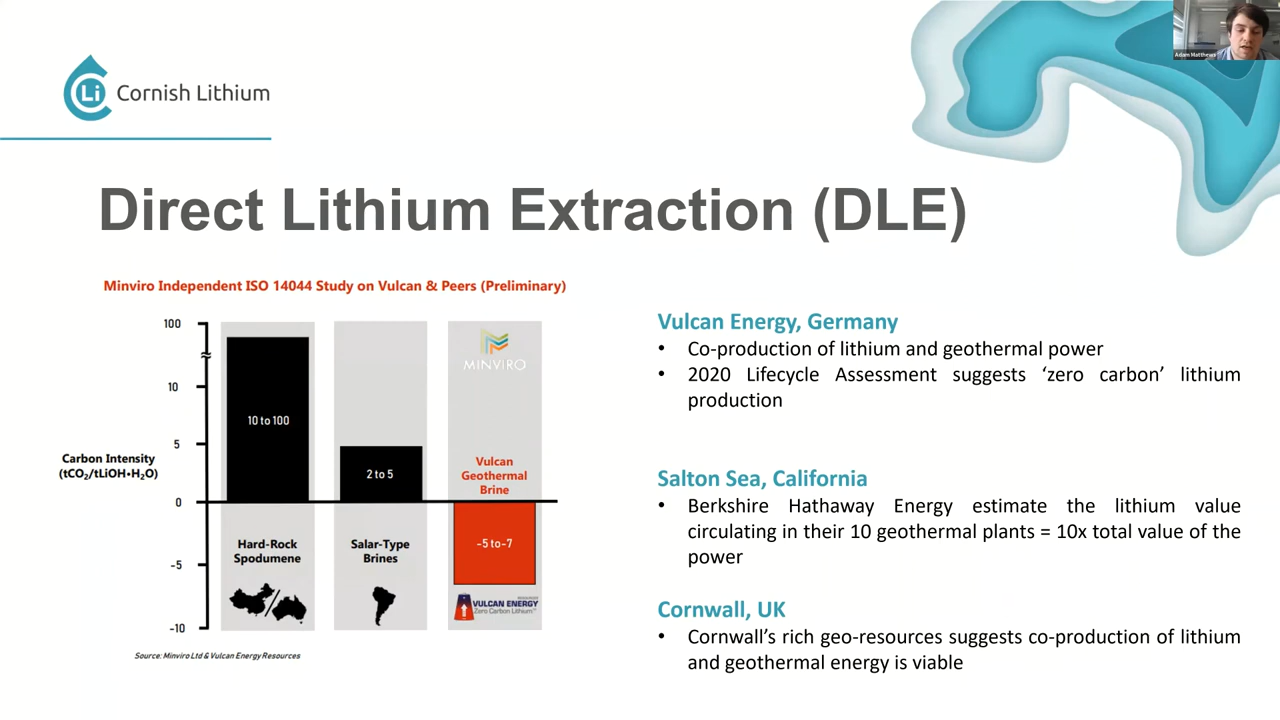 Adam Matthews
Li
Cornish Lithium
Direct Lithium Extraction (DLE)
Minviro Independent ISO 14044 Study on Vulcan & Peers (Preliminary)
100
10
5
0
-5
-10
Carbon Intensity
(tCO₂/tLiOH•H₂O)
10 to 100
2 to 5
-5 to-7
MINVIRO
Vulcan
Geothermal
Brine
Hard-Rock
Spodumene
Salar-Type
Brines
VULCAN ENERGY
RESOURCES
Zero Carbon Lithium™
Source: Minviro Ltd & Vulcan Energy Resources
Vulcan Energy, Germany
• Co-production of lithium and geothermal power
• 2020 Lifecycle Assessment suggests ‘zero carbon’ lithium
production
Salton Sea, California
• Berkshire Hathaway Energy estimate the lithium value
circulating in their 10 geothermal plants = 10x total value of the
power
Cornwall, UK
• Cornwall’s rich geo-resources suggests co-production of lithium
and geothermal energy is viable